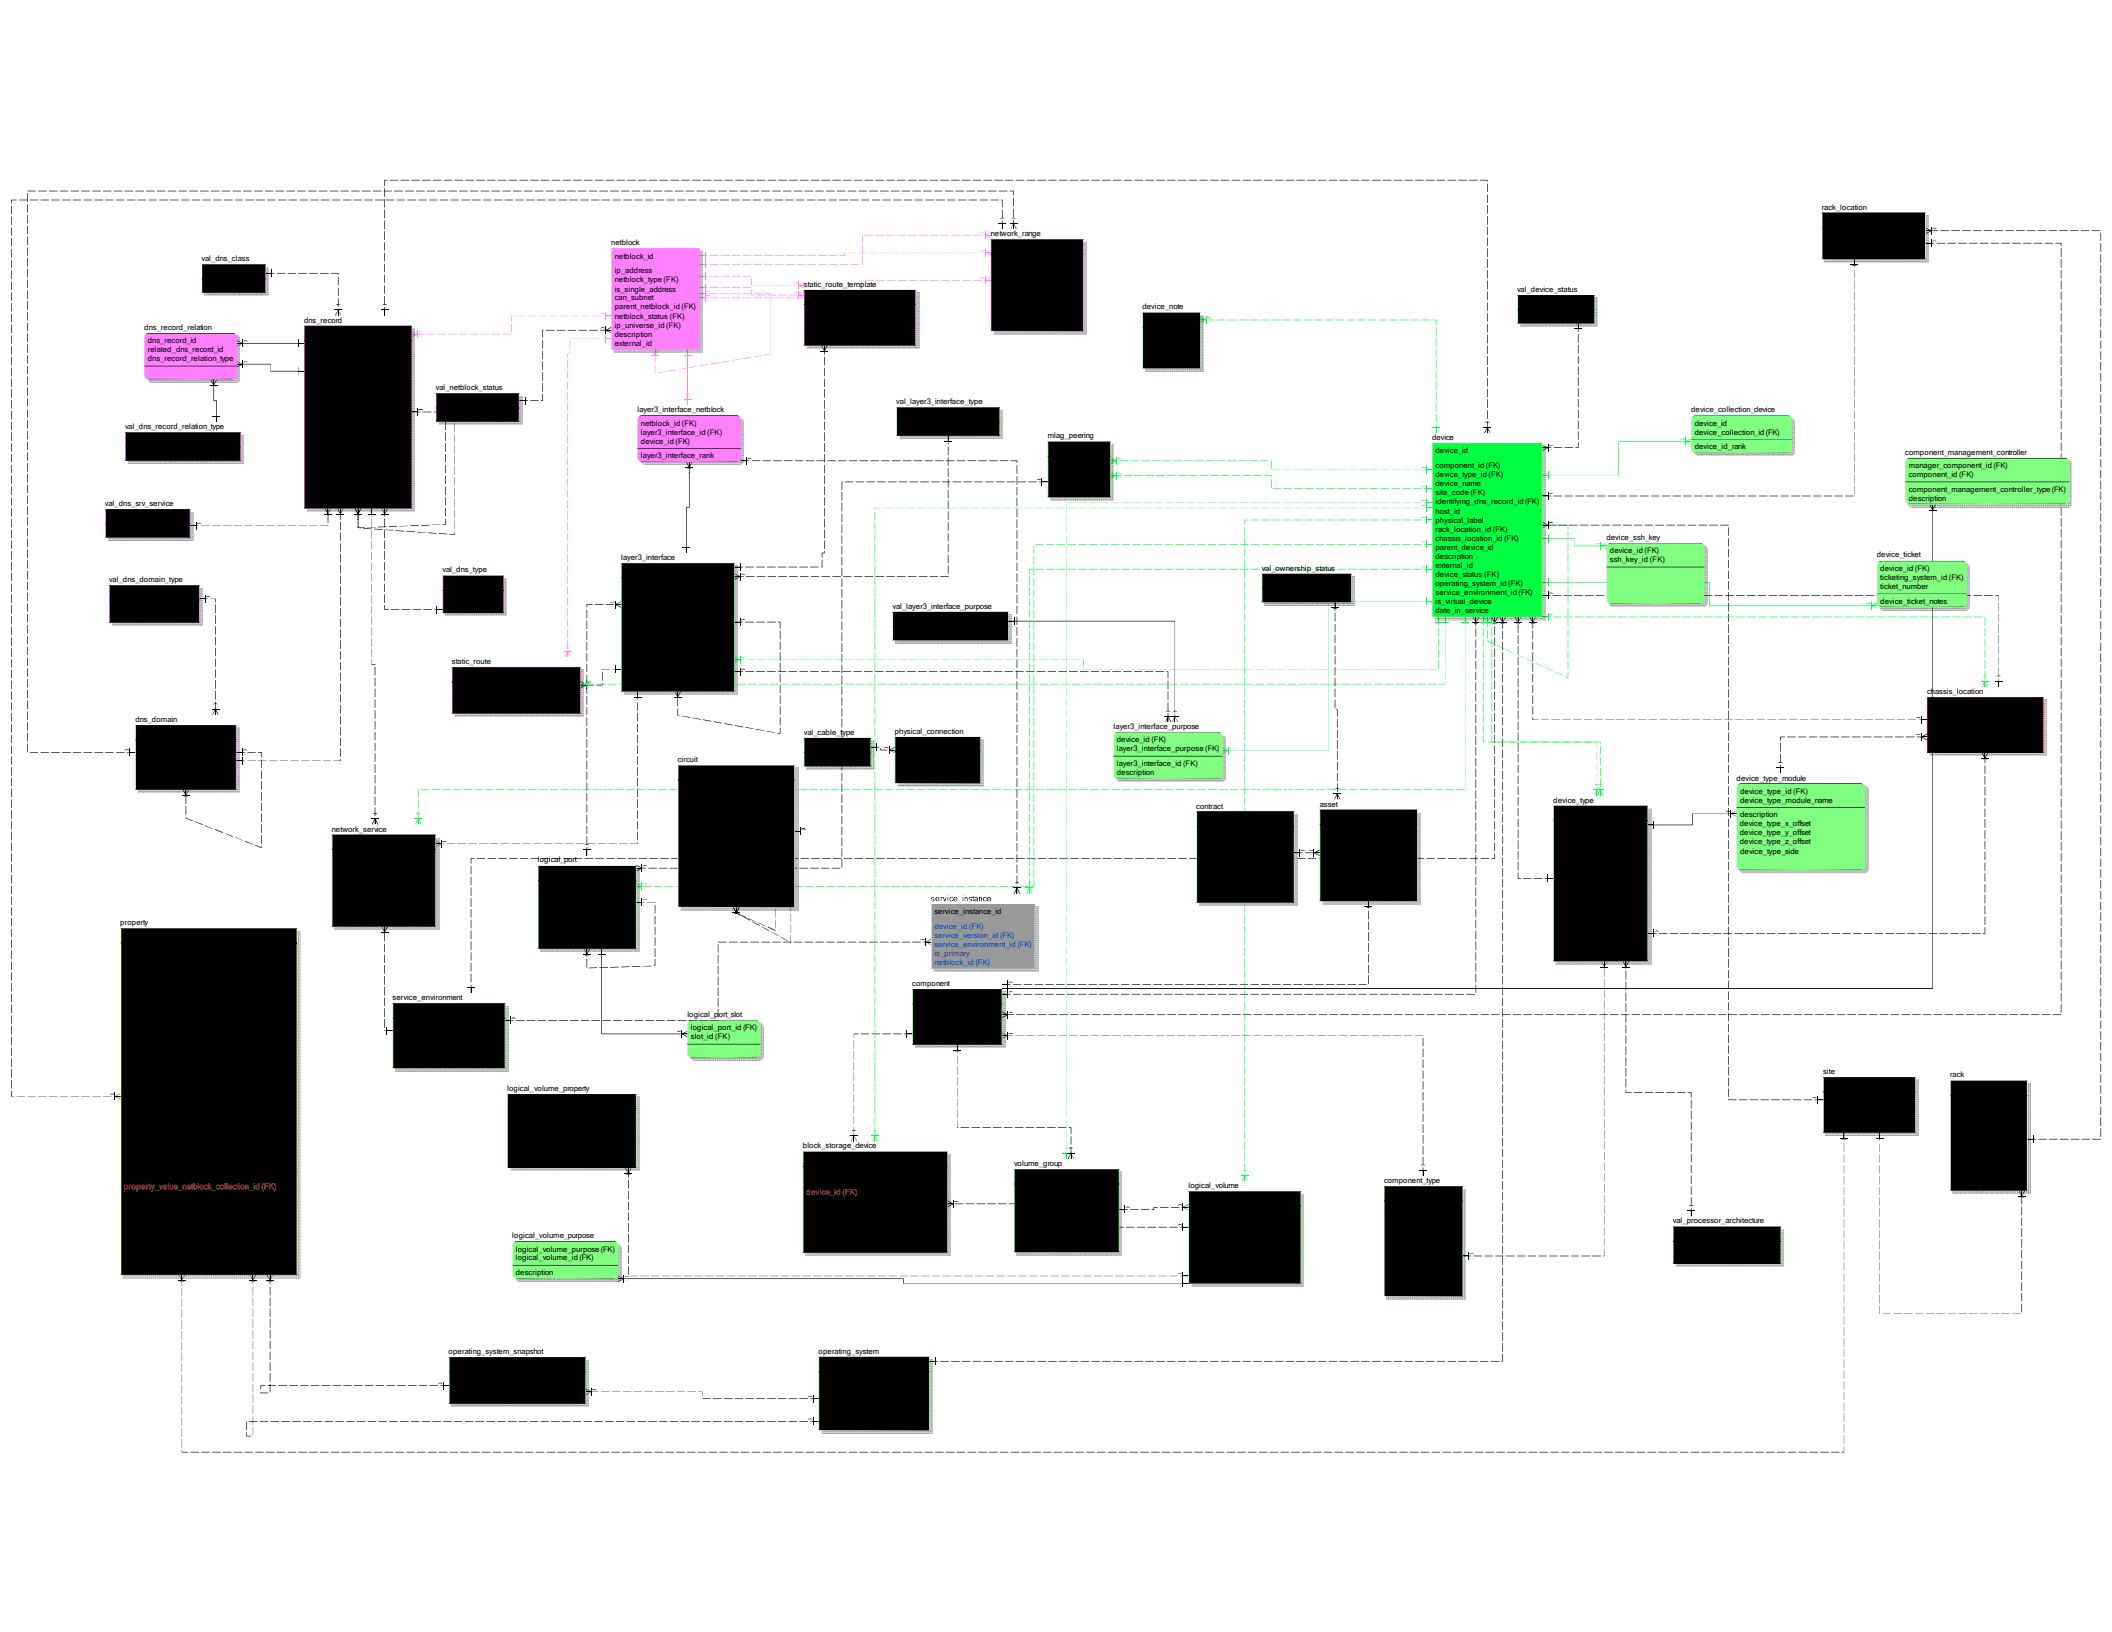 rack_location
netblock
netblock_id
ip_address
netblock_type (FK)
is_single_address
can_subnet
parent_netblock_id (FK)
netblock_status (FK)
ip_universe_id (FK)
description
external_id
network_range
val_dns_class
static_route_template
val_device_status
device_note
dns_record
dns_record_relation
dns_record_id
related_dns_record_id
dns_record_relation_type
val_netblock_status
val_layer3_interface_type
layer3_interface_netblock
netblock_id (FK)
layer3_interface_id (FK)
device_id (FK)
layer3_interface_rank
val_dns_record_relation_type
mlag_peering
device
device_id
component_id (FK)
device_type_id (FK)
device_name
site_code (FK)
identifying_dns_record_id (FK)
host_id
physical_label
rack_location_id (FK)
chassis_location_id (FK)
parent_device_id
description
external_id
device_status (FK)
operating_system_id (FK)
service_environment_id (FK)
is_virtual_device
date_in_service
device_collection_device
device_id
device_collection_id (FK)
device_id_rank
component_management_controller
manager_component_id (FK)
component_id (FK)
component_management_controller_type (FK)
description
val_dns_srv_service
device_ssh_key
device_id (FK)
ssh_key_id (FK)
device_ticket
device_id (FK)
ticketing_system_id (FK)
ticket_number
device_ticket_notes
layer3_interface
val_dns_type
val_dns_domain_type
val_ownership_status
val_layer3_interface_purpose
static_route
chassis_location
dns_domain
val_cable_type
physical_connection
layer3_interface_purpose
device_id (FK)
layer3_interface_purpose (FK)
layer3_interface_id (FK)
description
circuit
device_type_module
device_type_id (FK)
device_type_module_name
description
device_type_x_offset
device_type_y_offset
device_type_z_offset
device_type_side
device_type
contract
asset
network_service
logical_port
service_instance
service_instance_id
device_id (FK)
service_version_id (FK)
service_environment_id (FK)
is_primary
netblock_id (FK)
property
property_value_netblock_collection_id (FK)
component
service_environment
logical_port_slot
logical_port_id (FK)
slot_id (FK)
site
rack
logical_volume_property
block_storage_device
device_id (FK)
volume_group
logical_volume
component_type
val_processor_architecture
logical_volume_purpose
logical_volume_purpose (FK)
logical_volume_id (FK)
description
operating_system_snapshot
operating_system